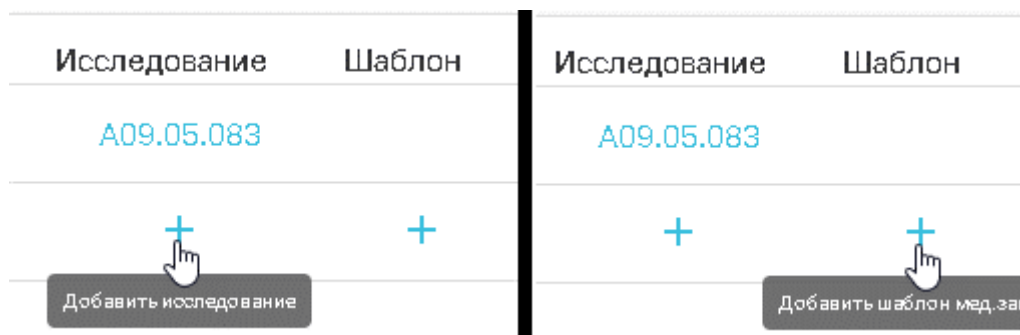 Исследование Шаблон
A09.05.083
+ +
Добавить исследование
Исследование Шаблон
A09.05.083
+ +
Добавить шаблон мед.